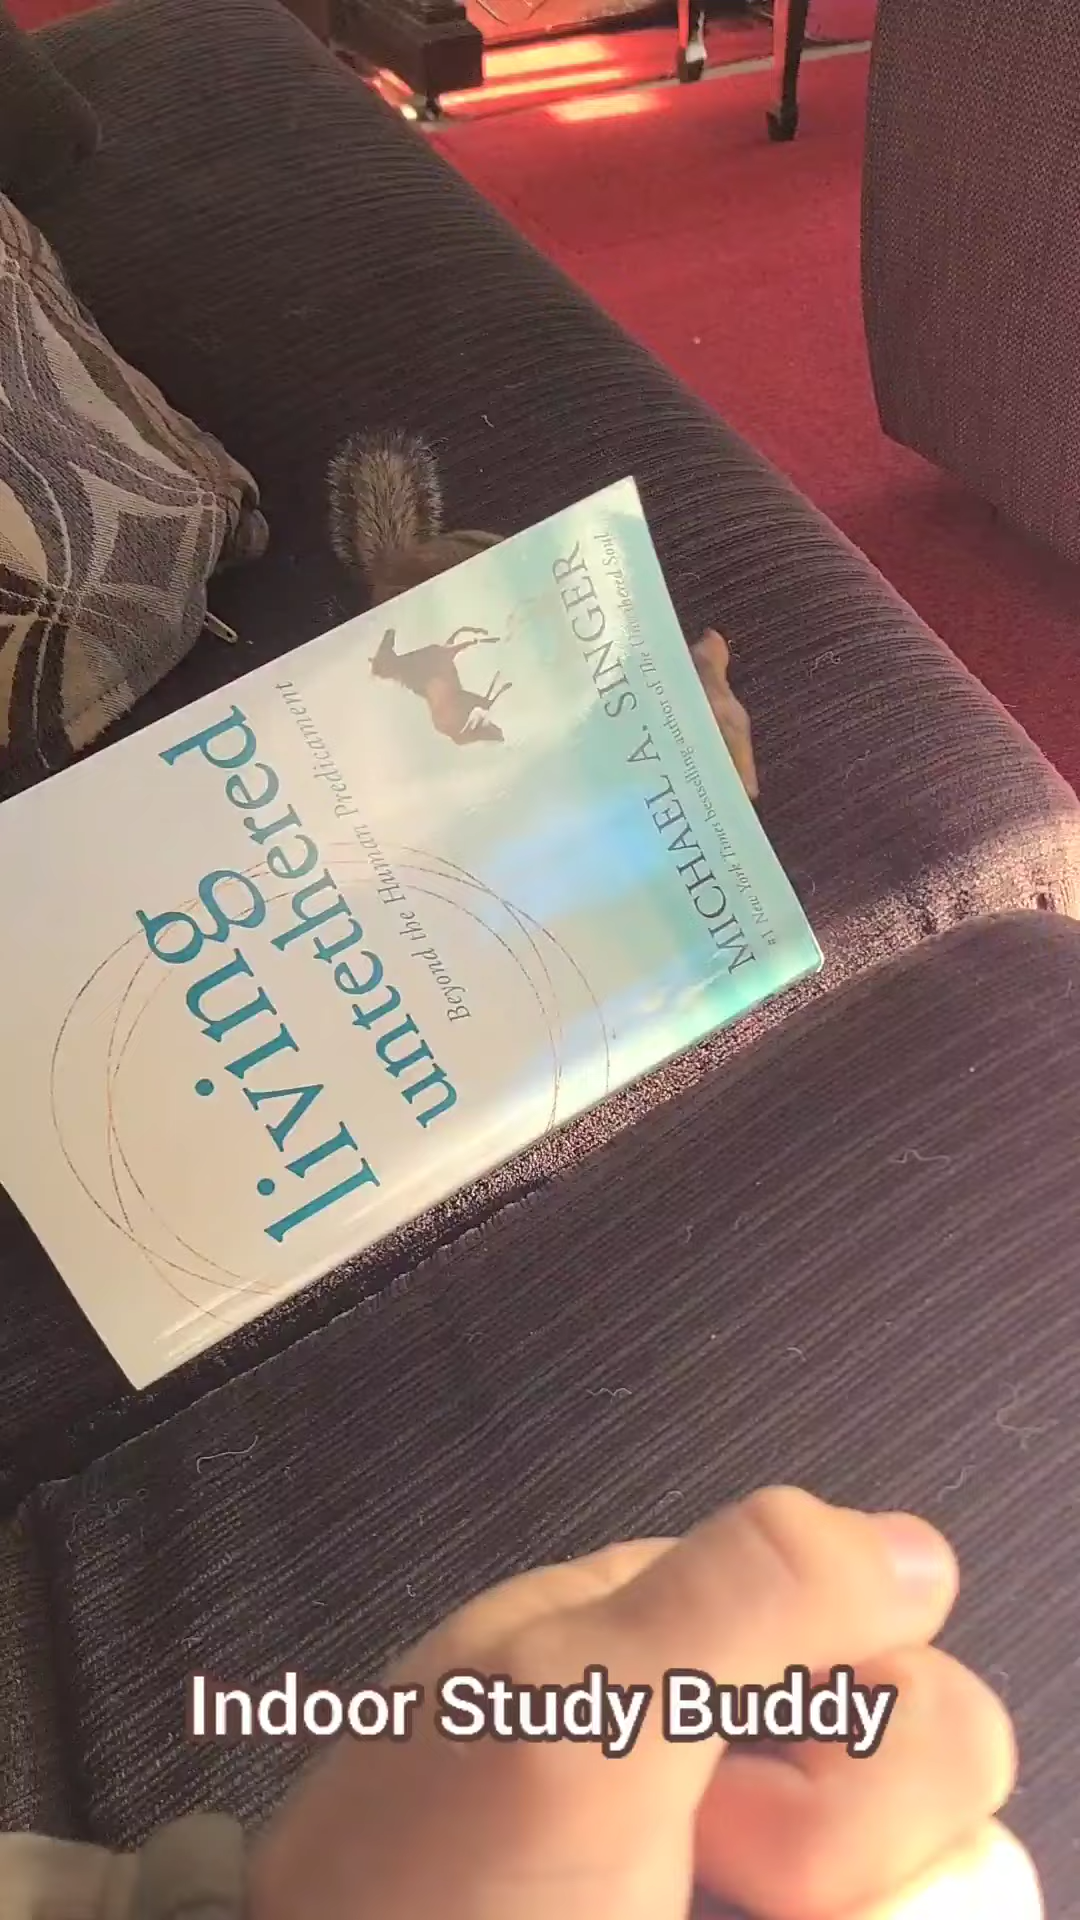 living
untethered
Beyond the Human Predicament
MICHAEL A. SINGER
#1 New York Times bestselling author of The Untethered Soul
Indoor Study Buddy